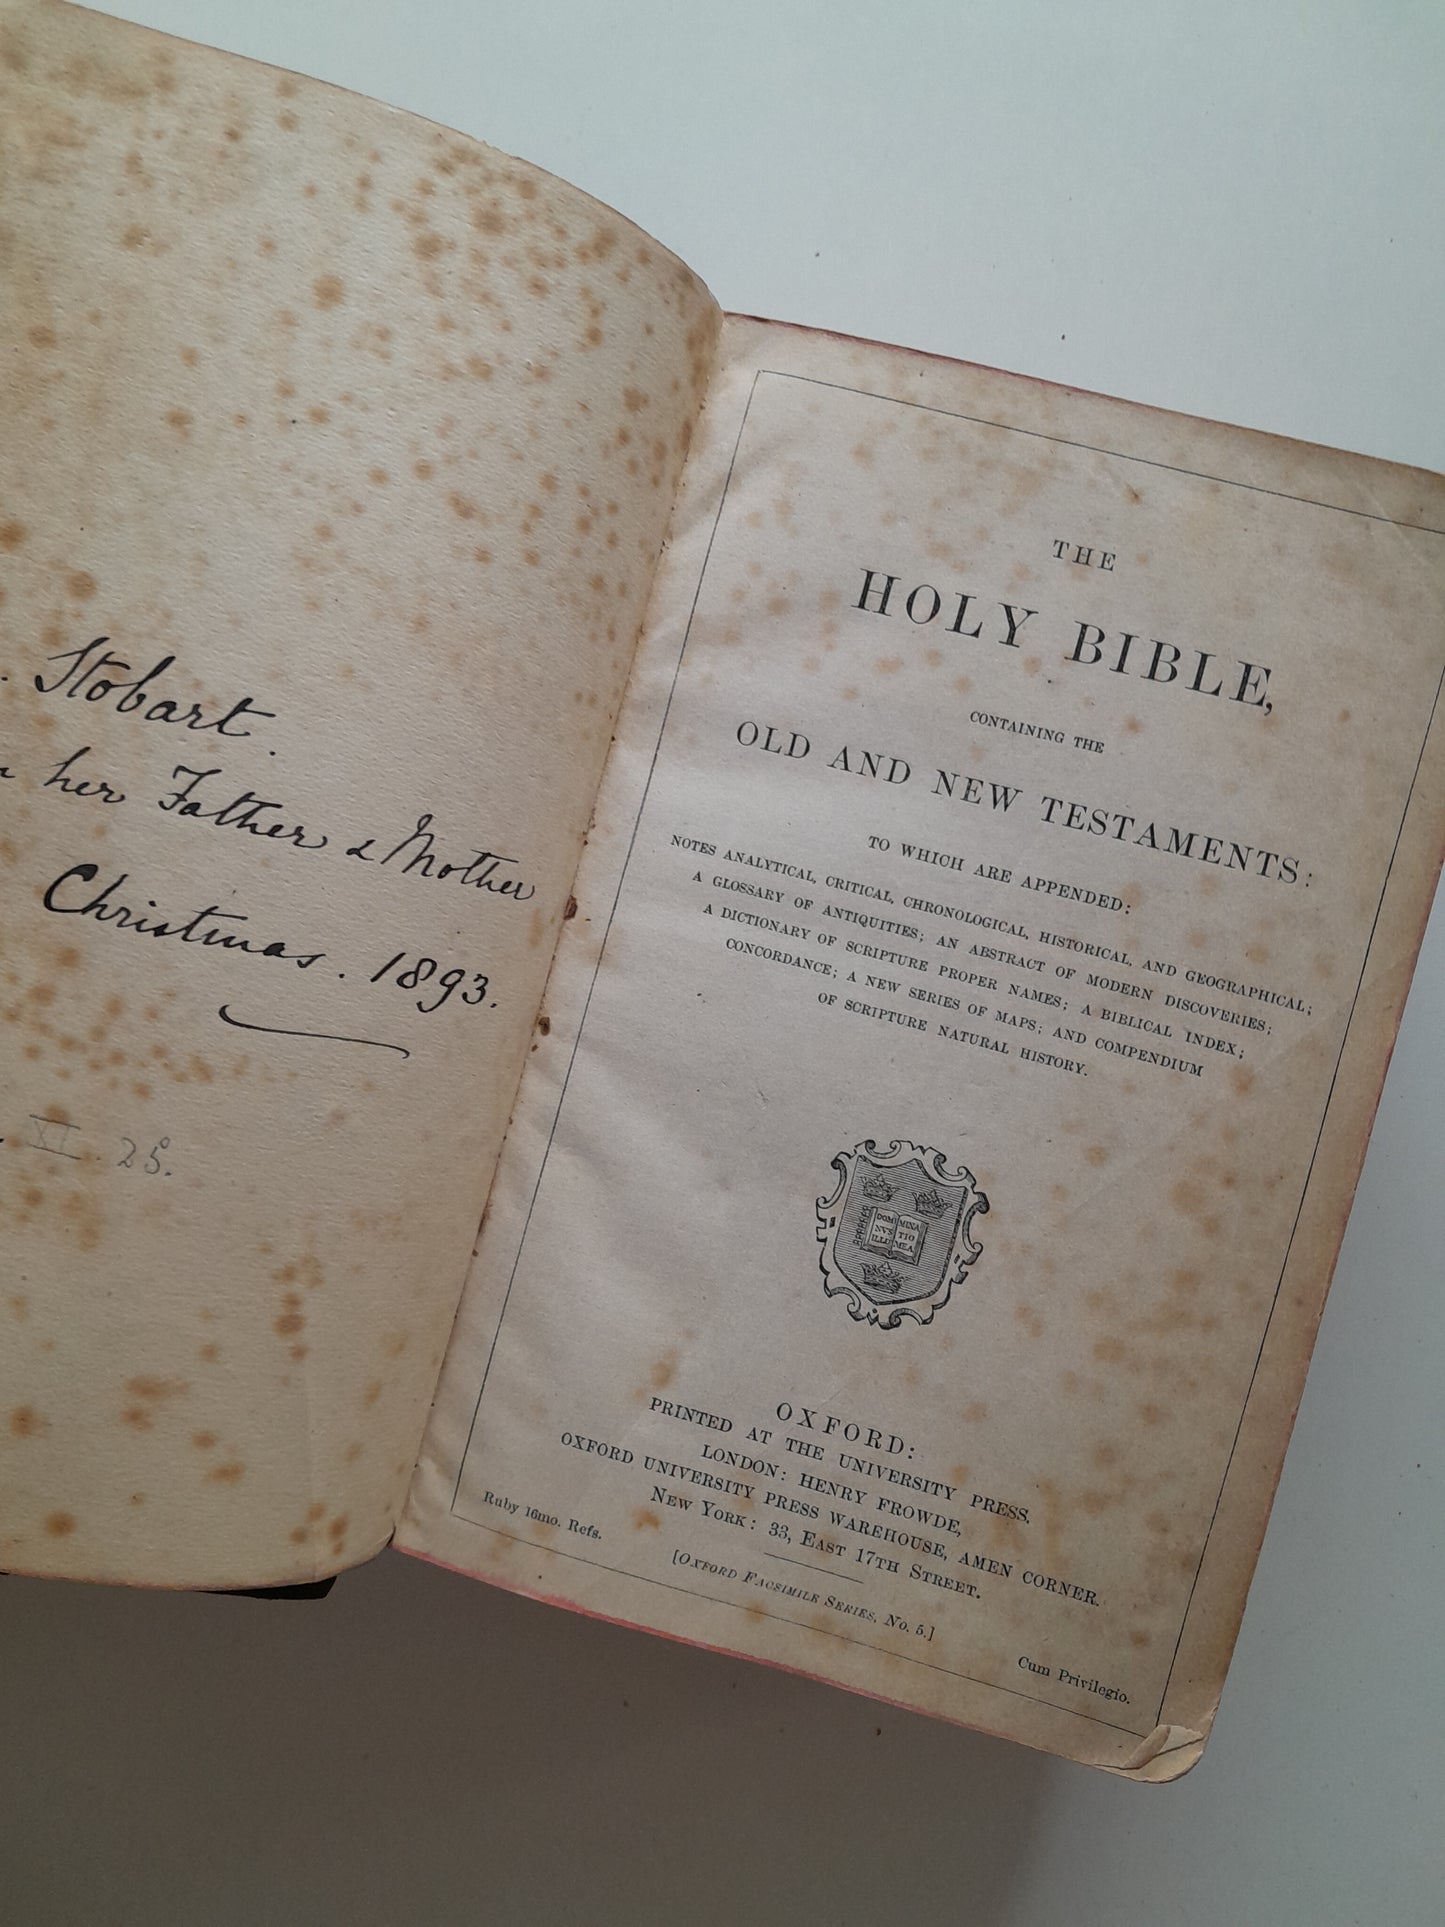 Stobart.
her Father & Mother
Christmas. 1893.
XI. 25.
THE
HOLY BIBLE,
CONTAINING THE
OLD AND NEW TESTAMENTS:
TO WHICH ARE APPENDED:
NOTES ANALYTICAL, CRITICAL, CHRONOLOGICAL, HISTORICAL, AND GEOGRAPHICAL;
A GLOSSARY OF ANTIQUITIES; AN ABSTRACT OF MODERN DISCOVERIES;
A DICTIONARY OF SCRIPTURE PROPER NAMES; A BIBLICAL INDEX;
CONCORDANCE; A NEW SERIES OF MAPS; AND COMPENDIUM
OF SCRIPTURE NATURAL HISTORY.
DOMI MINA
NVS TIO
ILLU MEA
OXFORD:
PRINTED AT THE UNIVERSITY PRESS,
LONDON: HENRY FROWDE,
OXFORD UNIVERSITY PRESS WAREHOUSE, AMEN CORNER.
NEW YORK: 33, EAST 17TH STREET.
Ruby 16mo. Refs.
[OXFORD FACSIMILE SERIES, No. 5.]
Cum Privilegio.